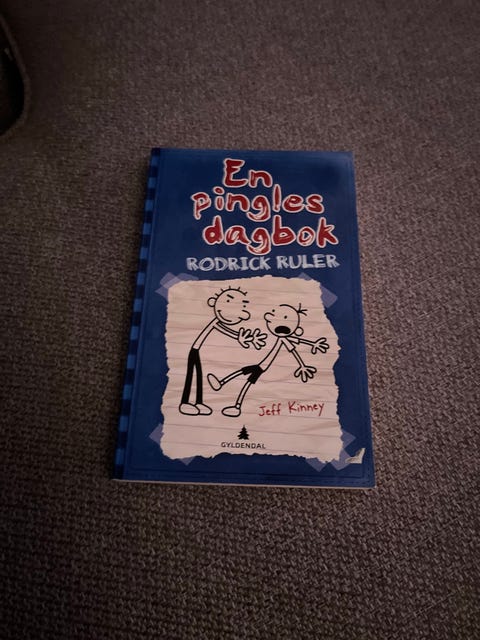 En
pingles
dagbok
RODRICK RULER
Jeff Kinney
GYLDENDAL